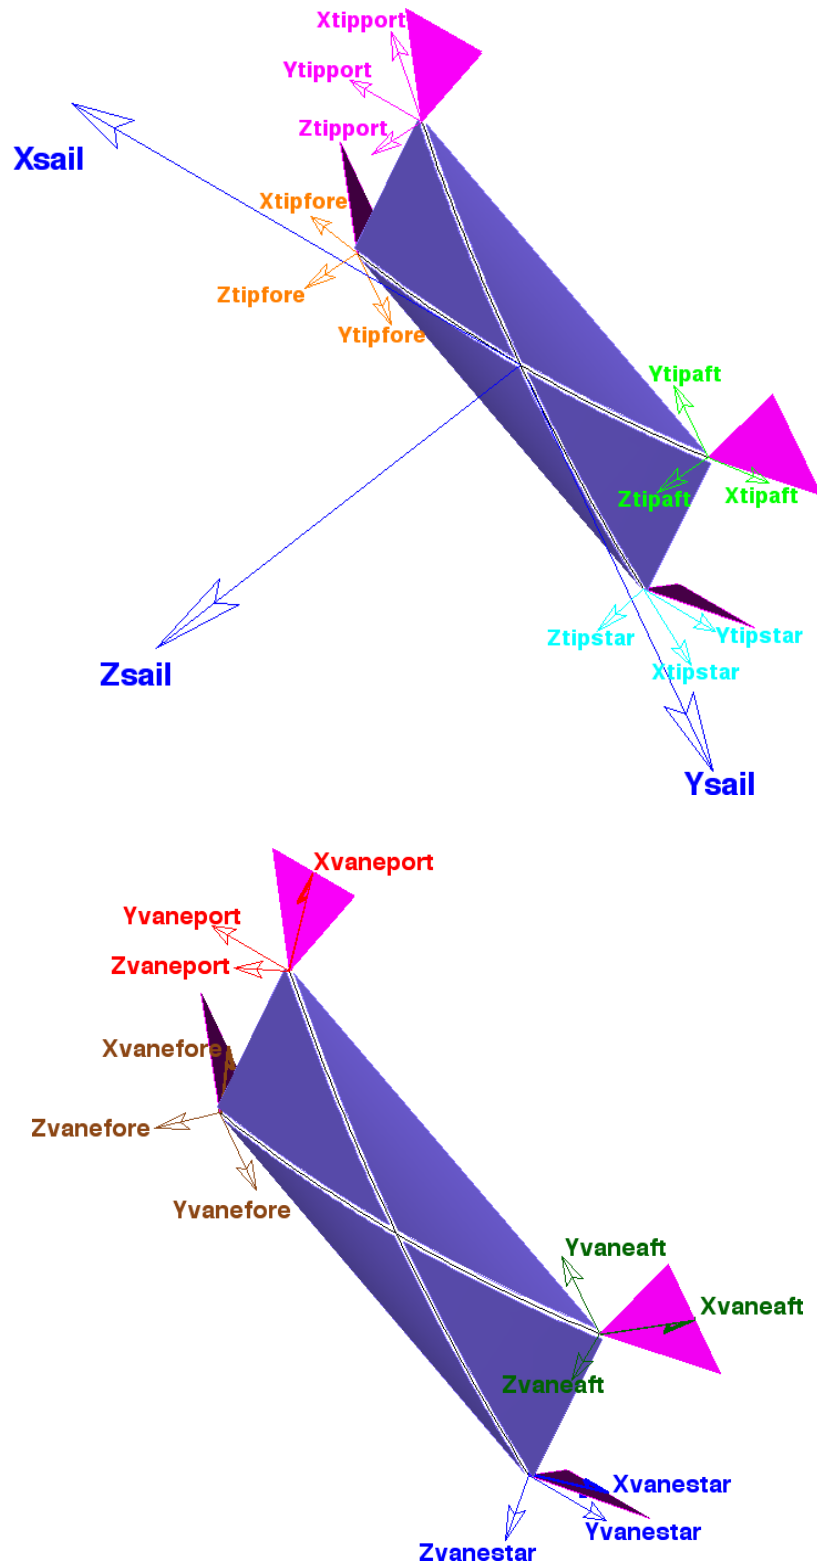 Xtipport
Ytipport
Ztipport
Xsail
Xtipfore
Ztipfore
Ytipfore
Ytipaft
Ztipaft
Xtipaft
Ztipstar
Ytipstar
Xtipstar
Zsail
Ysail
Xvaneport
Yvaneport
Zvaneport
Xvanefore
Zvanefore
Yvanefore
Yvaneaft
Xvaneaft
Zvaneaft
Xvanestar
Yvanestar
Zvanestar